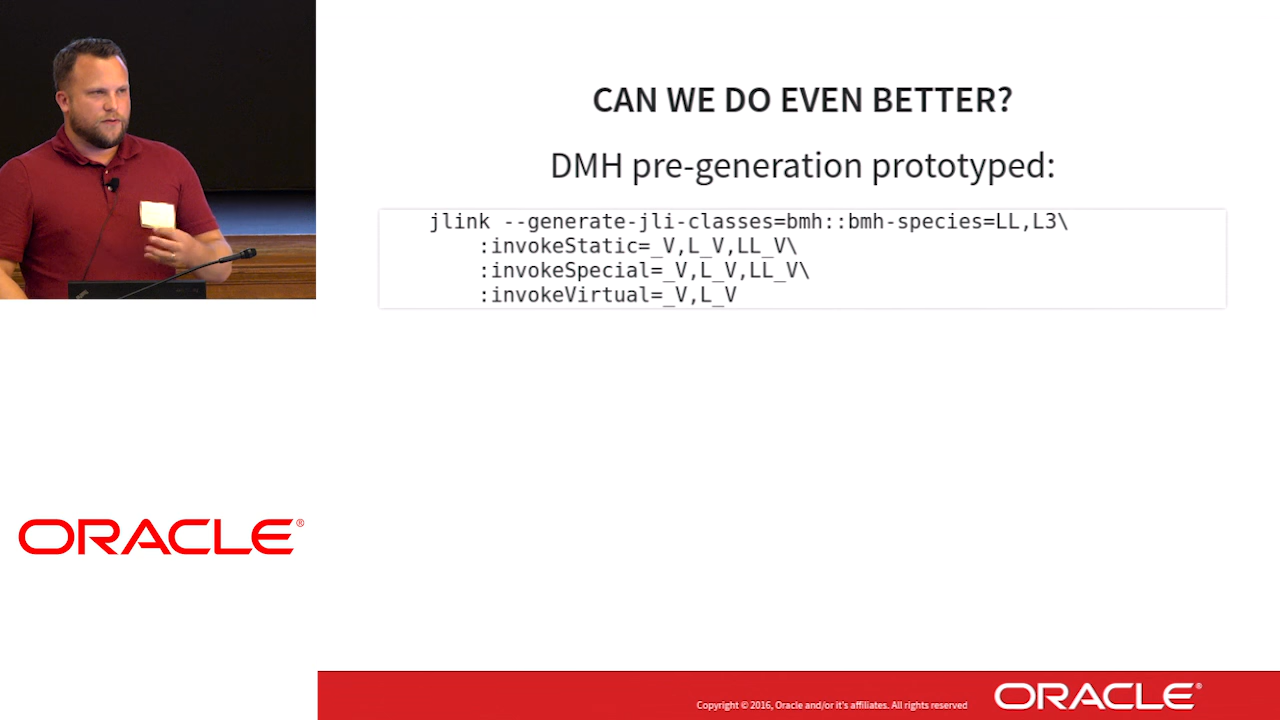 CAN WE DO EVEN BETTER?
DMH pre-generation prototyped:
jlink --generate-jli-classes=bmh::bmh-species=LL,L3\
:invokeStatic=_V,L_V,LL_V\
:invokeSpecial=_V,L_V,LL_V\
:invokeVirtual=_V,L_V
ORACLE®
Copyright © 2016, Oracle and/or it's affiliates. All rights reserved
ORACLE®